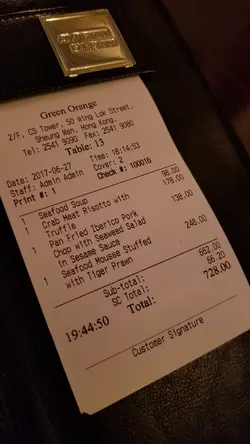 Green Orange
2/F, CS Tower, 50 Wing Lok Street,
Sheung Wan, Hong Kong.
Tel: 2541 9090 Fax: 2541 9080
Table: 13
Date: 2017-06-27 Time: 18:14:53
Staff: Admin Admin Cover: 2
Print #: 1 Check #: 100016
1 Seafood Soup 98.00
1 Crab Meat Risotto with 178.00
Truffle
1 Pan Fried Iberico Pork 138.00
Chop with Seaweed Salad
in Sesame Sauce
1 Seafood Mousse Stuffed 248.00
with Tiger Prawn
Sub-total: 662.00
SC Total: 66.20
19:44:50 Total: 728.00
Customer Signature